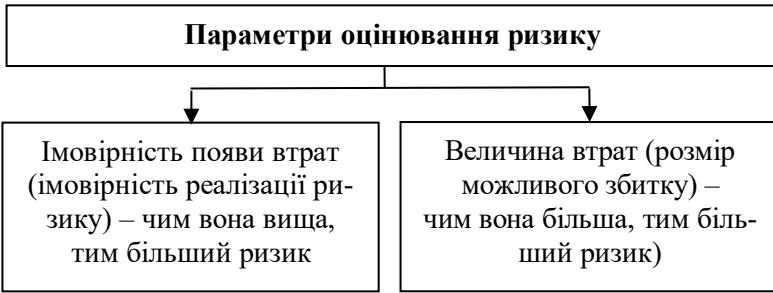 Параметри оцінювання ризику
Імовірність появи втрат
(імовірність реалізації ри-
зику) – чим вона вища,
тим більший ризик
Величина втрат (розмір
можливого збитку) –
чим вона більша, тим біль-
ший ризик)